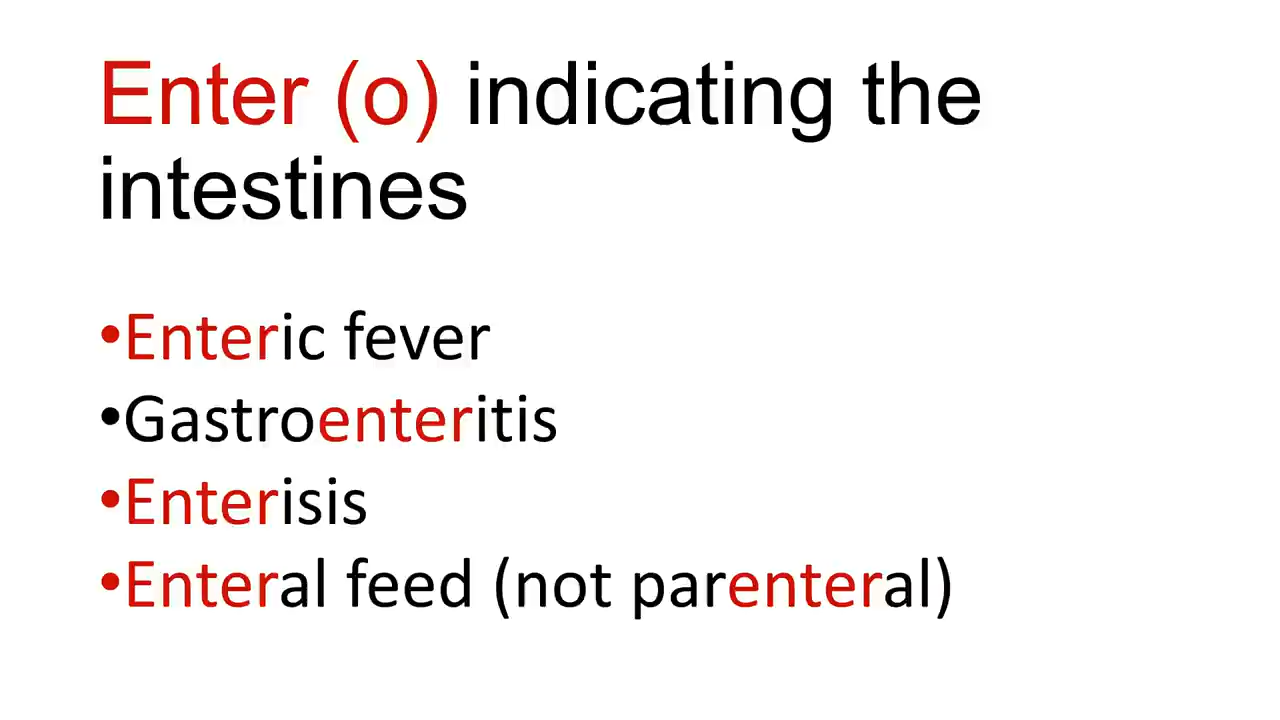 Enter (o) indicating the
intestines
•Enteric fever
•Gastroenteritis
•Enterisis
•Enteral feed (not parenteral)